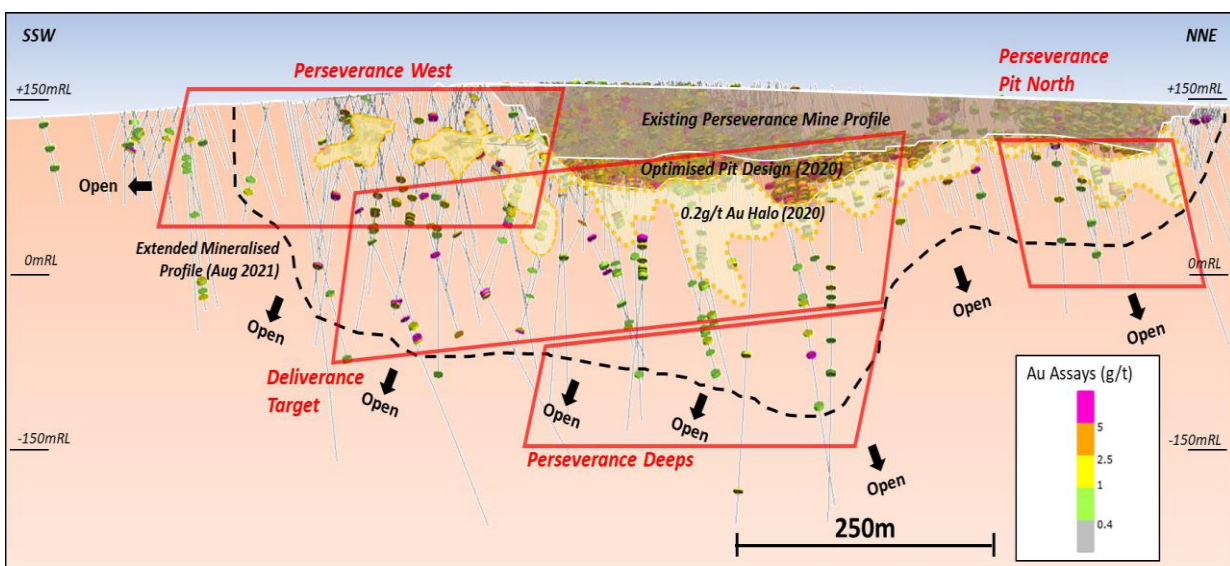 SSW
NNE
Perseverance West
Perseverance
Pit North
+150mRL
+150mRL
Existing Perseverance Mine Profile
Optimised Pit Design (2020)
Open
0.2g/t Au Halo (2020)
Extended Mineralised
Profile (Aug 2021)
0mRL
0mRL
Open
Open
Open
Deliverance
Target
Open
Open
Open
Au Assays (g/t)
5
2.5
1
0.4
-150mRL
-150mRL
Perseverance Deeps
Open
250m